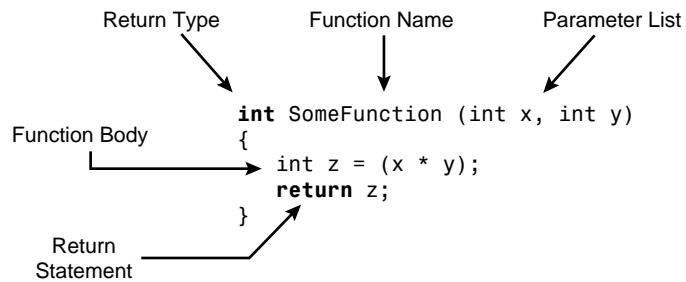 Return Type Function Name Parameter List
int SomeFunction (int x, int y)
Function Body
{
int z = (x * y);
return z;
}
Return
Statement